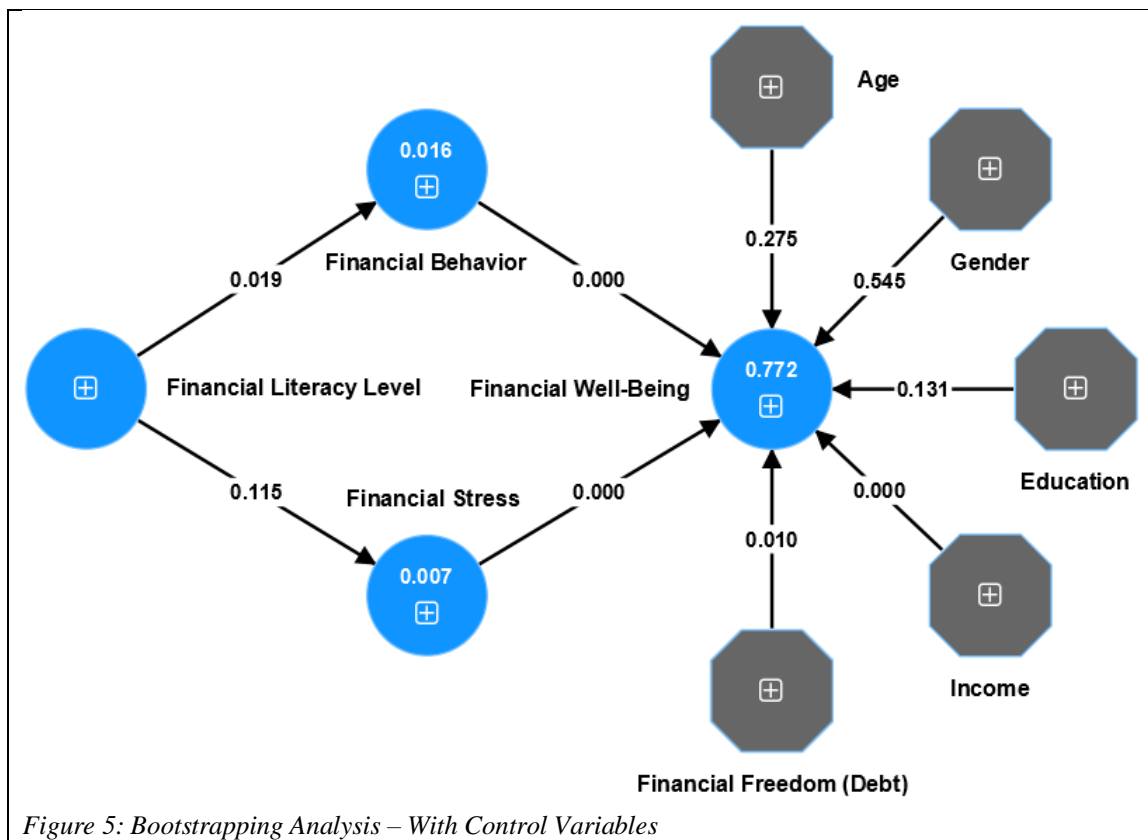 Age
0.016
0.275
Gender
Financial Behavior
0.019
0.000
0.545
Financial Literacy Level
Financial Well-Being
0.772
0.131
Education
0.115
Financial Stress
0.000
0.000
0.010
0.007
Income
Financial Freedom (Debt)
Figure 5: Bootstrapping Analysis – With Control Variables